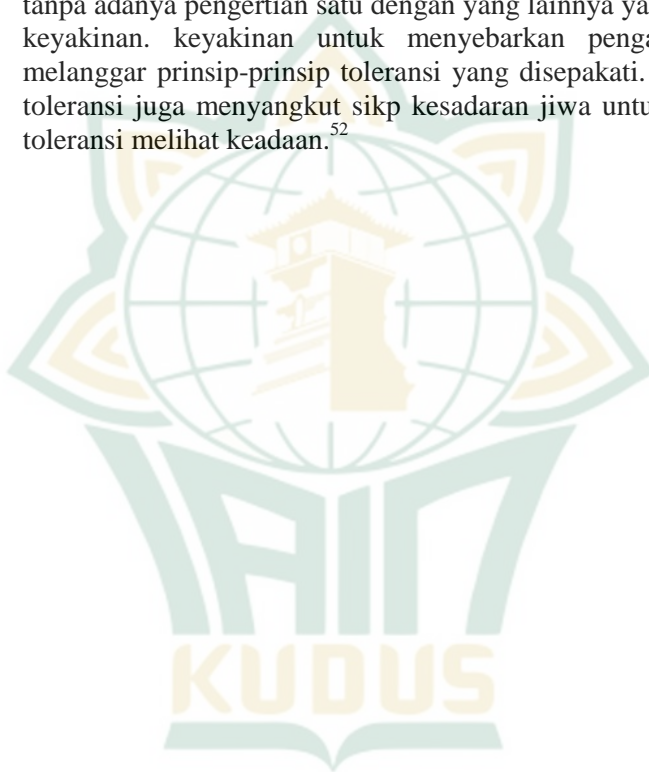 tanpa adanya pengertian satu dengan yang lainnya ya
keyakinan. keyakinan untuk menyebarkan penga
melanggar prinsip-prinsip toleransi yang disepakati.
toleransi juga menyangkut sikp kesadaran jiwa untu
toleransi melihat keadaan.52
IAIN
KUDUS